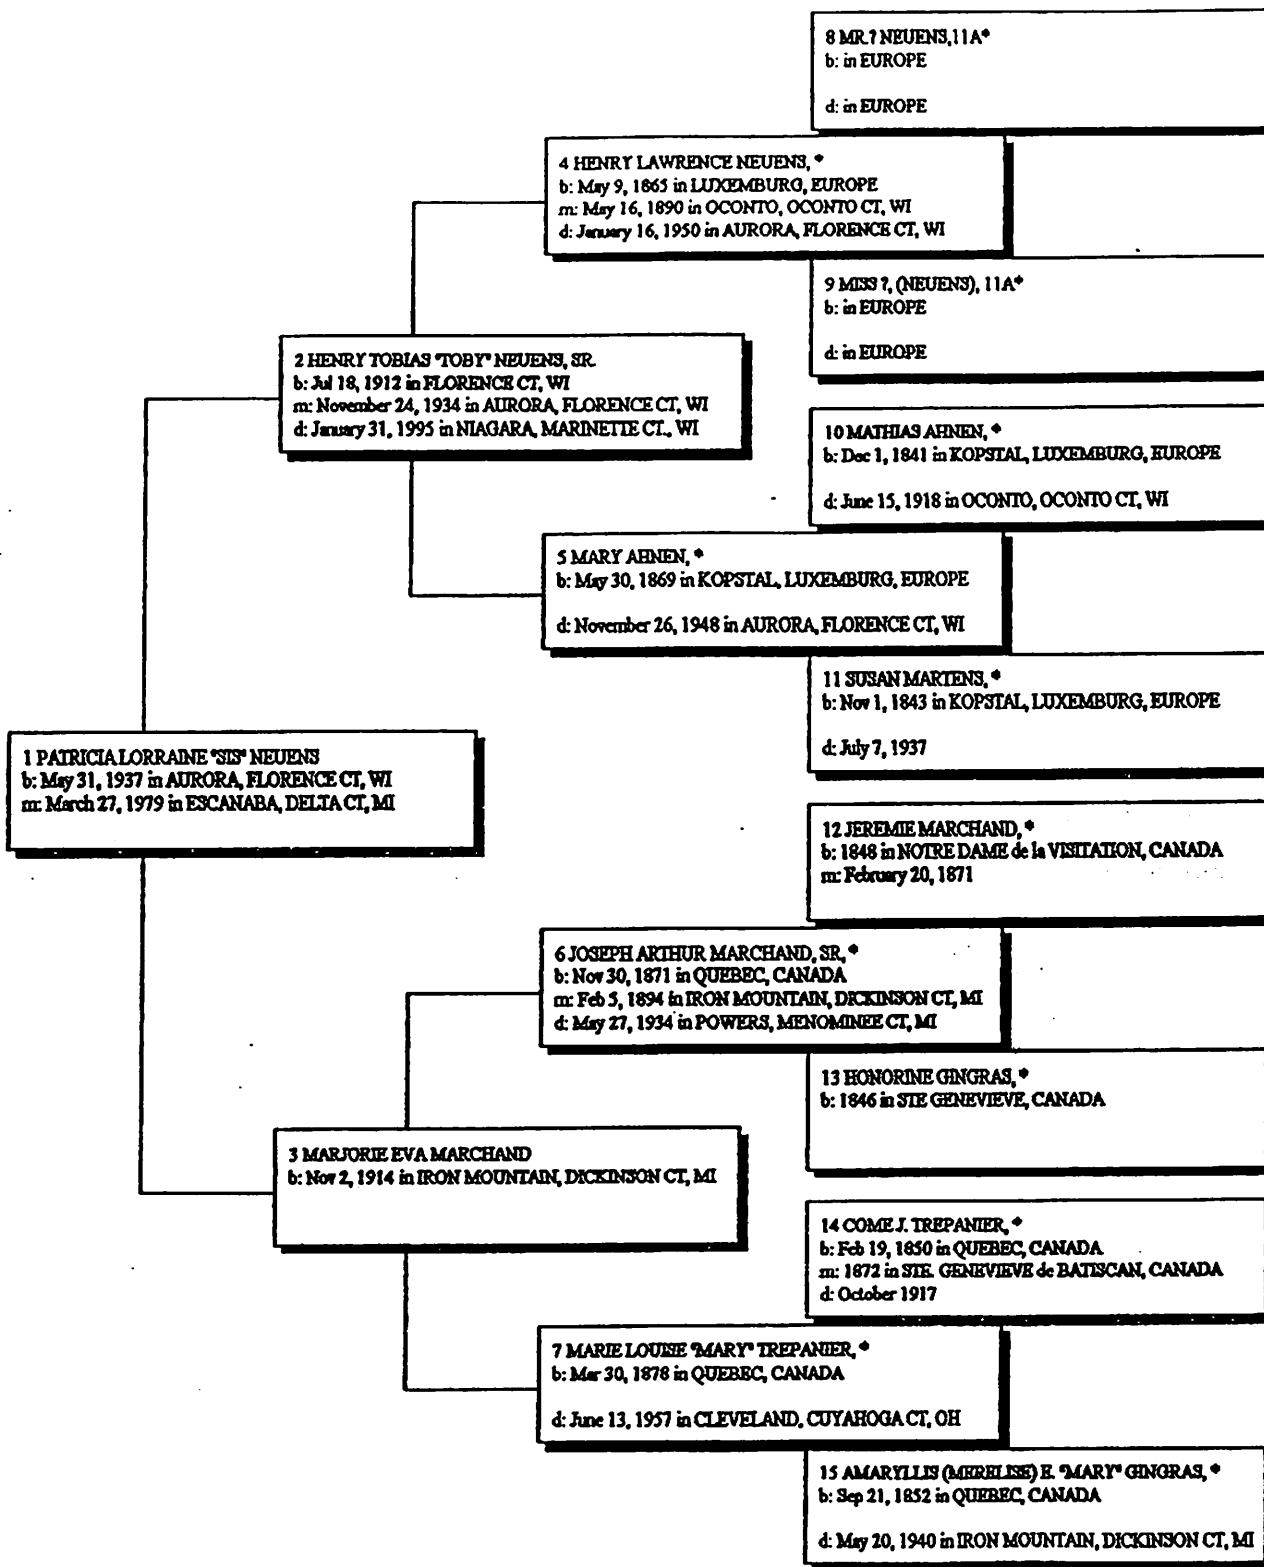 8 MR.? NEUENS,11A*
b: in EUROPE
d: in EUROPE
4 HENRY LAWRENCE NEUENS, *
b: May 9, 1865 in LUXEMBURG, EUROPE
m: May 16, 1890 in OCONTO, OCONTO CT, WI
d: January 16, 1950 in AURORA, FLORENCE CT, WI
9 MISS ?, (NEUENS), 11A*
b: in EUROPE
d: in EUROPE
2 HENRY TOBIAS "TOBY" NEUENS, SR.
b: Jul 18, 1912 in FLORENCE CT, WI
m: November 24, 1934 in AURORA, FLORENCE CT, WI
d: January 31, 1995 in NIAGARA, MARINETTE CT., WI
10 MATHIAS AHNEN, *
b: Dec 1, 1841 in KOPSTAL, LUXEMBURG, EUROPE
d: June 15, 1918 in OCONTO, OCONTO CT, WI
5 MARY AHNEN, *
b: May 30, 1869 in KOPSTAL, LUXEMBURG, EUROPE
d: November 26, 1948 in AURORA, FLORENCE CT, WI
11 SUSAN MARTENS, *
b: Nov 1, 1843 in KOPSTAL, LUXEMBURG, EUROPE
d: July 7, 1937
1 PATRICIA LORRAINE "SIS" NEUENS
b: May 31, 1937 in AURORA, FLORENCE CT, WI
m: March 27, 1979 in ESCANABA, DELTA CT, MI
12 JEREMIE MARCHAND, *
b: 1848 in NOTRE DAME de la VISITATION, CANADA
m: February 20, 1871
6 JOSEPH ARTHUR MARCHAND, SR, *
b: Nov 30, 1871 in QUEBEC, CANADA
m: Feb 5, 1894 in IRON MOUNTAIN, DICKINSON CT, MI
d: May 27, 1934 in POWERS, MENOMINEE CT, MI
13 HONORINE GINGRAS, *
b: 1846 in STE GENEVIEVE, CANADA
3 MARJORIE EVA MARCHAND
b: Nov 2, 1914 in IRON MOUNTAIN, DICKINSON CT, MI
14 COME J. TREPANIER, *
b: Feb 19, 1850 in QUEBEC, CANADA
m: 1872 in STE. GENEVIEVE de BATISCAN, CANADA
d: October 1917
7 MARIE LOUISE "MARY" TREPANIER, *
b: Mar 30, 1878 in QUEBEC, CANADA
d: June 13, 1957 in CLEVELAND, CUYAHOGA CT, OH
15 AMARYLLIS (MERELISE) E. "MARY" GINGRAS, *
b: Sep 21, 1852 in QUEBEC, CANADA
d: May 20, 1940 in IRON MOUNTAIN, DICKINSON CT, MI